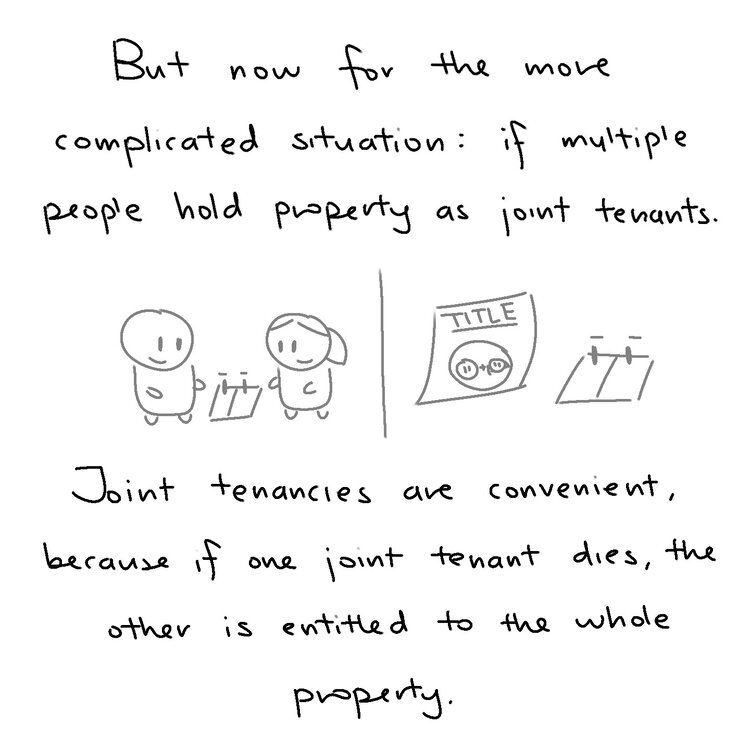 But now for the more
complicated situation: if multiple
people hold property as joint tenants.
TITLE
Joint tenancies are convenient,
because if one joint tenant dies, the
other is entitled to the whole
property.